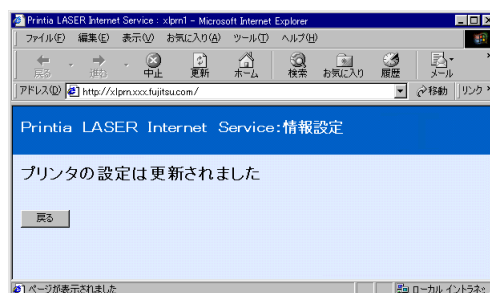 Printia LASER Internet Service : xlprn1 - Microsoft Internet Explorer
ファイル(F) 編集(E) 表示(V) お気に入り(A) ツール(T) ヘルプ(H)
戻る 進む 中止 更新 ホーム 検索 お気に入り 履歴 メール
アドレス(D) http://xlprn.xxx.fujitsu.com/ 移動 リンク
Printia LASER Internet Service:情報設定
プリンタの設定は更新されました
戻る
ページが表示されました ローカル イントラネ